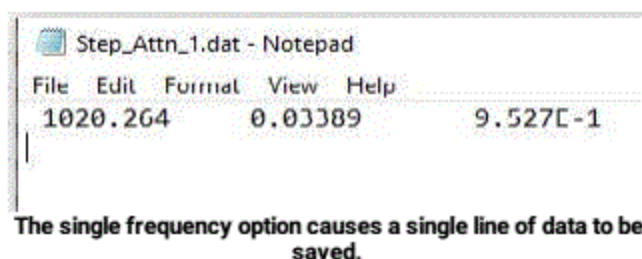 Step_Attn_1.dat - Notepad
File Edit Format View Help
1020.264 0.03389 9.527E-1
The single frequency option causes a single line of data to be
saved.